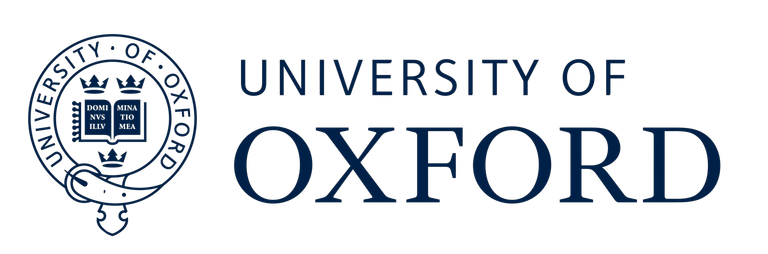 UNIVERSITY · OF · OXFORD
DOMI
NVS
ILLV
MINA
TIO
MEA
UNIVERSITY OF
OXFORD